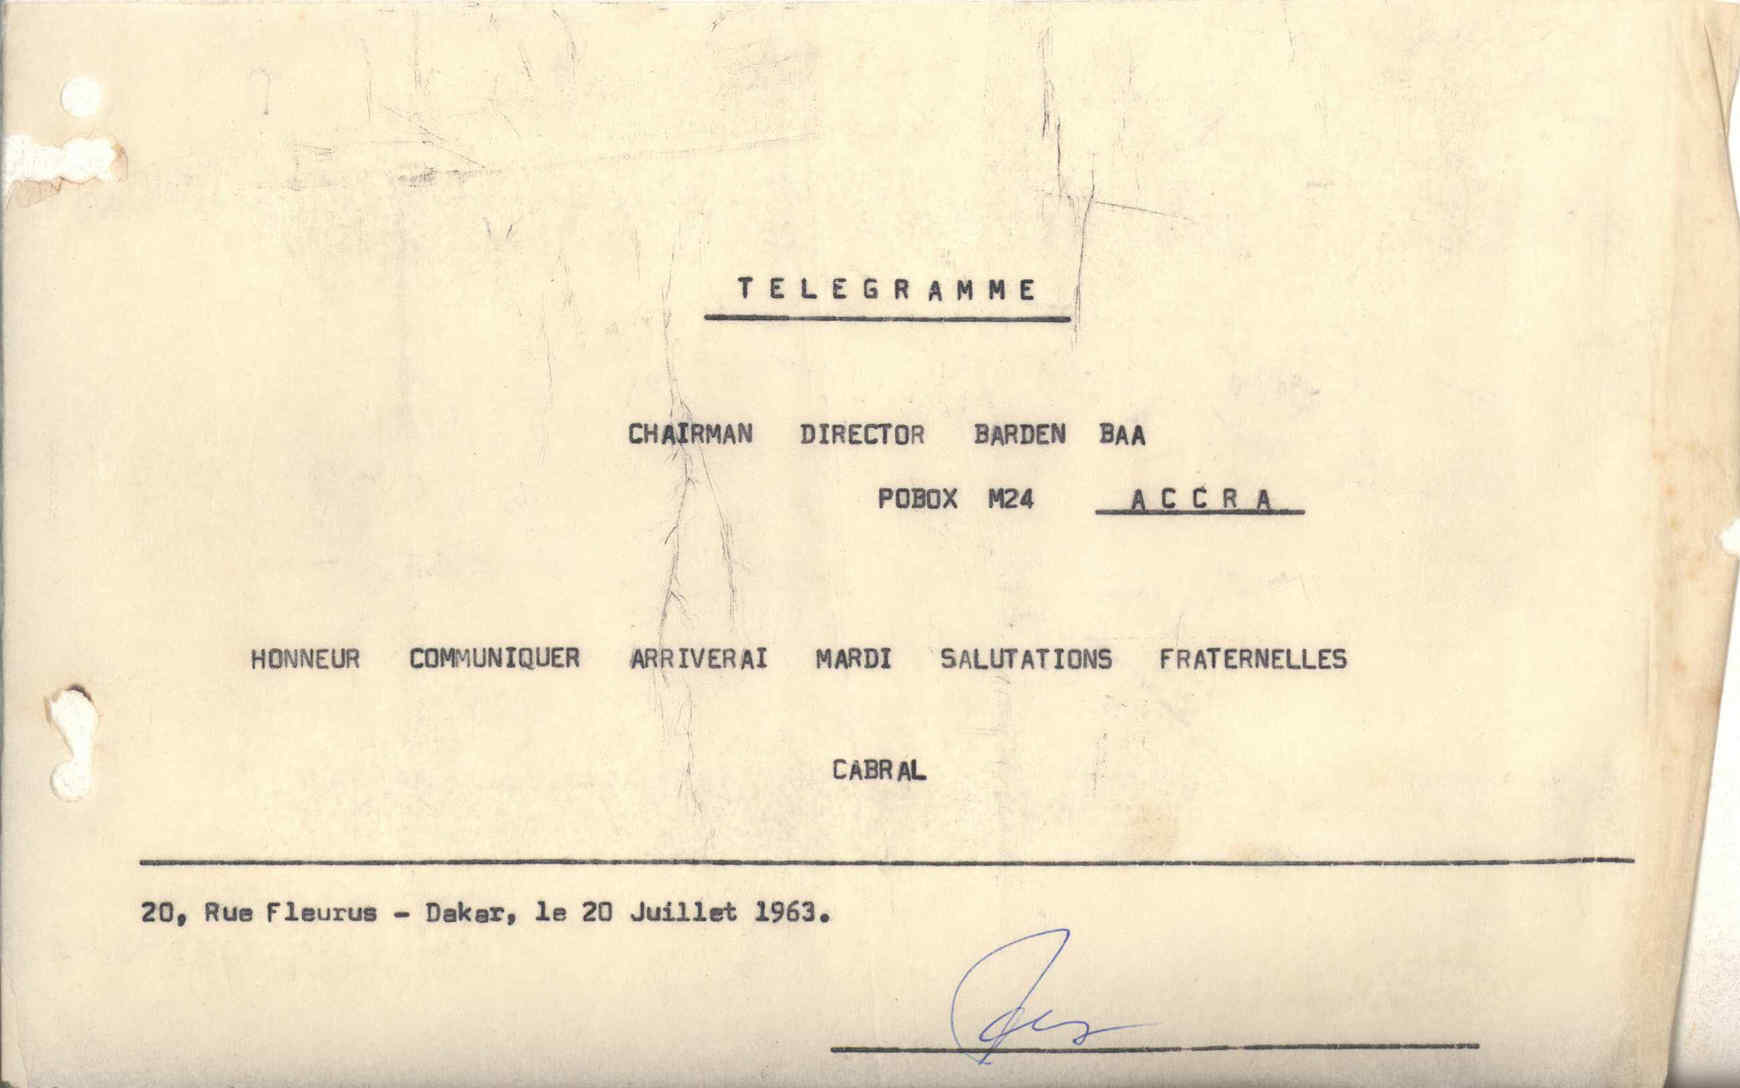 TELEGRAMME
CHAIRMAN DIRECTOR BARDEN BAA
POBOX M24 ACCRA
HONNEUR COMMUNIQUER ARRIVERAI MARDI SALUTATIONS FRATERNELLES
CABRAL
20, Rue Fleurus - Dakar, le 20 Juillet 1963.